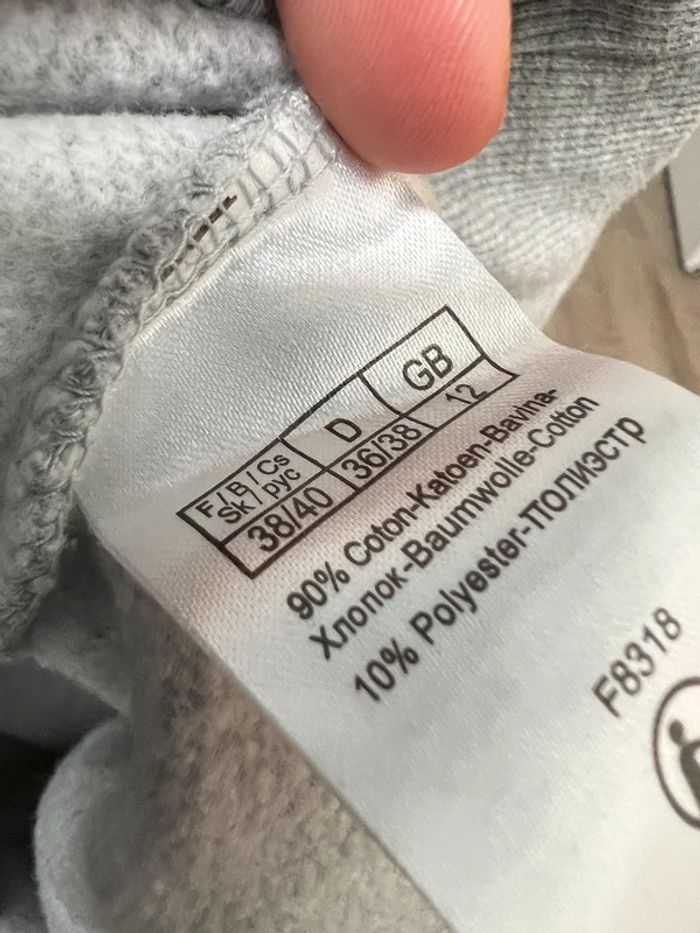 F / B / Cs
Sk / рус
D
GB
38/40
36/38
12
90% Coton-Katoen-Bavlna-
Хлопок-Baumwolle-Cotton
10% Polyester-ПОЛИЭСТР
F8318